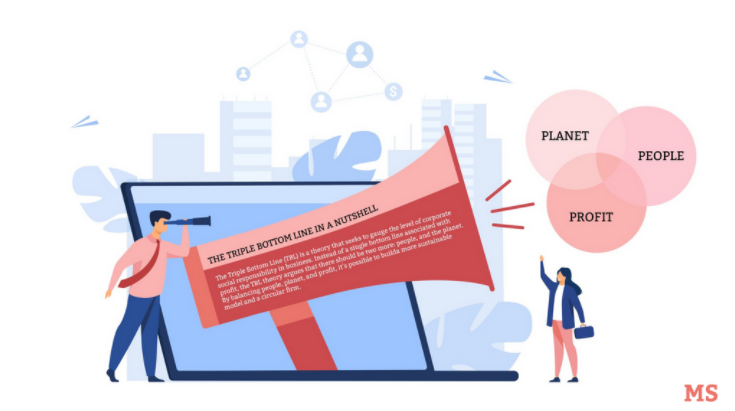 THE TRIPLE BOTTOM LINE IN A NUTSHELL
The Triple Bottom Line (TBL) is a theory that seeks to gauge the level of corporate
social responsibility in business. Instead of a single bottom line associated with
profit, the TBL theory argues that there should be two more: people, and the planet.
By balancing people, planet, and profit, it's possible to builda more sustainable
model and a circular firm.
PLANET
PEOPLE
PROFIT
$
MS